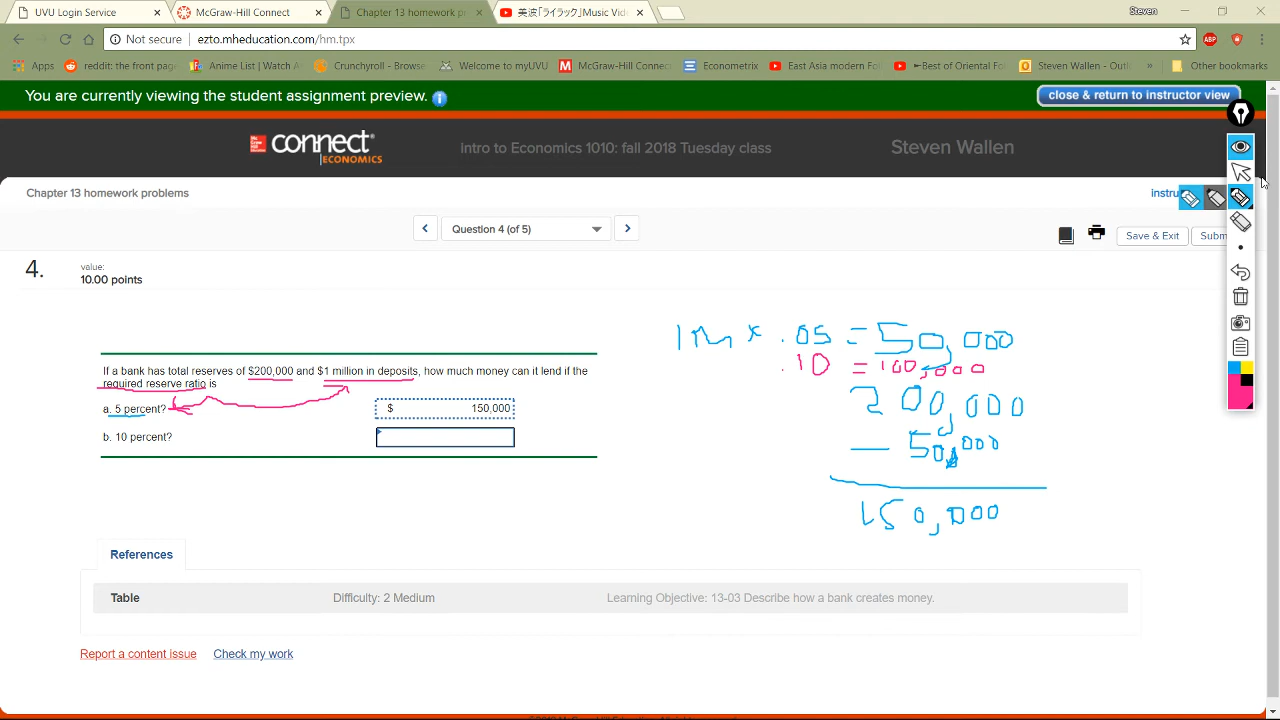 UVU Login Service
McGraw-Hill Connect
Chapter 13 homework pr
英波「ライラック」Music Vid
Steven
Not secure
ezto.mheducation.com/hm.tpx
ABP
Apps
reddit: the front page
Anime List | Watch A
Crunchyroll - Browse
Welcome to myUVU
McGraw-Hill Connec
Econometrix
East Asia modern Fo
►Best of Oriental Fo
Steven Wallen - Outl
»
Other bookmarks
You are currently viewing the student assignment preview.
close & return to instructor view
Mc Graw Hill Education
connect
ECONOMICS
Intro to Economics 1010: fall 2018 Tuesday class
Steven Wallen
Chapter 13 homework problems
instru
Question 4 (of 5)
Save & Exit
Subm
4.
value:
10.00 points
1M x .05 = 50,000
.10 = 100,000
If a bank has total reserves of $200,000 and $1 million in deposits, how much money can it lend if the
required reserve ratio is
a. 5 percent?
$ 150,000
b. 10 percent?
200,000
- 50,000
150,000
References
Table
Difficulty: 2 Medium
Learning Objective: 13-03 Describe how a bank creates money.
Report a content issue
Check my work